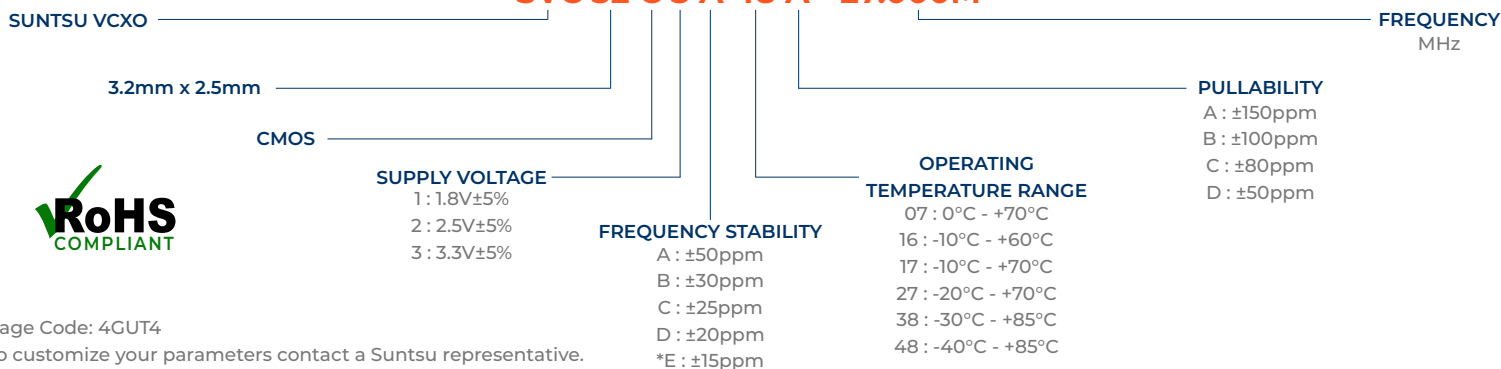 SUNTSU VCXO
FREQUENCY
MHz
3.2mm x 2.5mm
PULLABILITY
A : ±150ppm
B : ±100ppm
C : ±80ppm
D : ±50ppm
CMOS
SUPPLY VOLTAGE
1 : 1.8V±5%
2 : 2.5V±5%
3 : 3.3V±5%
OPERATING
TEMPERATURE RANGE
07 : 0°C - +70°C
16 : -10°C - +60°C
17 : -10°C - +70°C
27 : -20°C - +70°C
38 : -30°C - +85°C
48 : -40°C - +85°C
FREQUENCY STABILITY
A : ±50ppm
B : ±30ppm
C : ±25ppm
D : ±20ppm
*E : ±15ppm
RoHS
COMPLIANT
age Code: 4GUT4
o customize your parameters contact a Suntsu representative.